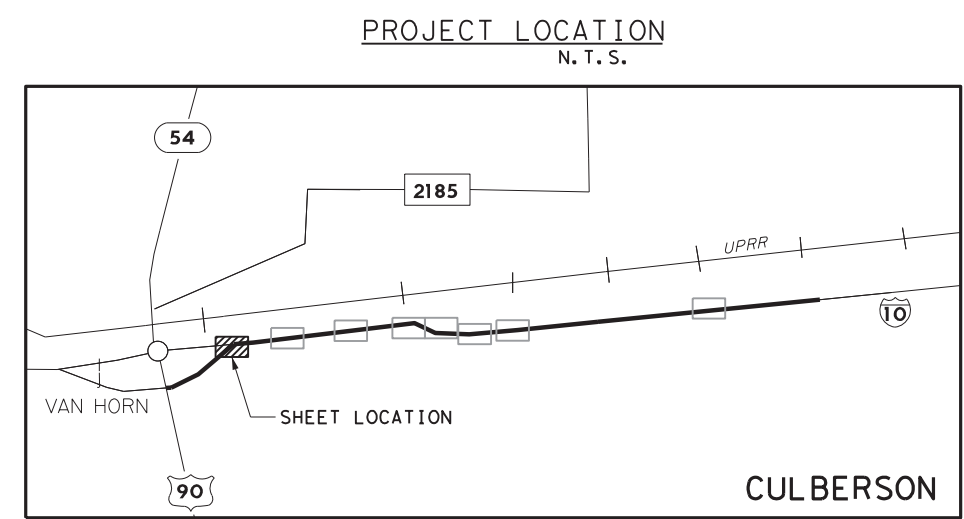 PROJECT LOCATION
N.T.S.
54
2185
UPRR
10
VAN HORN
SHEET LOCATION
90
CULBERSON